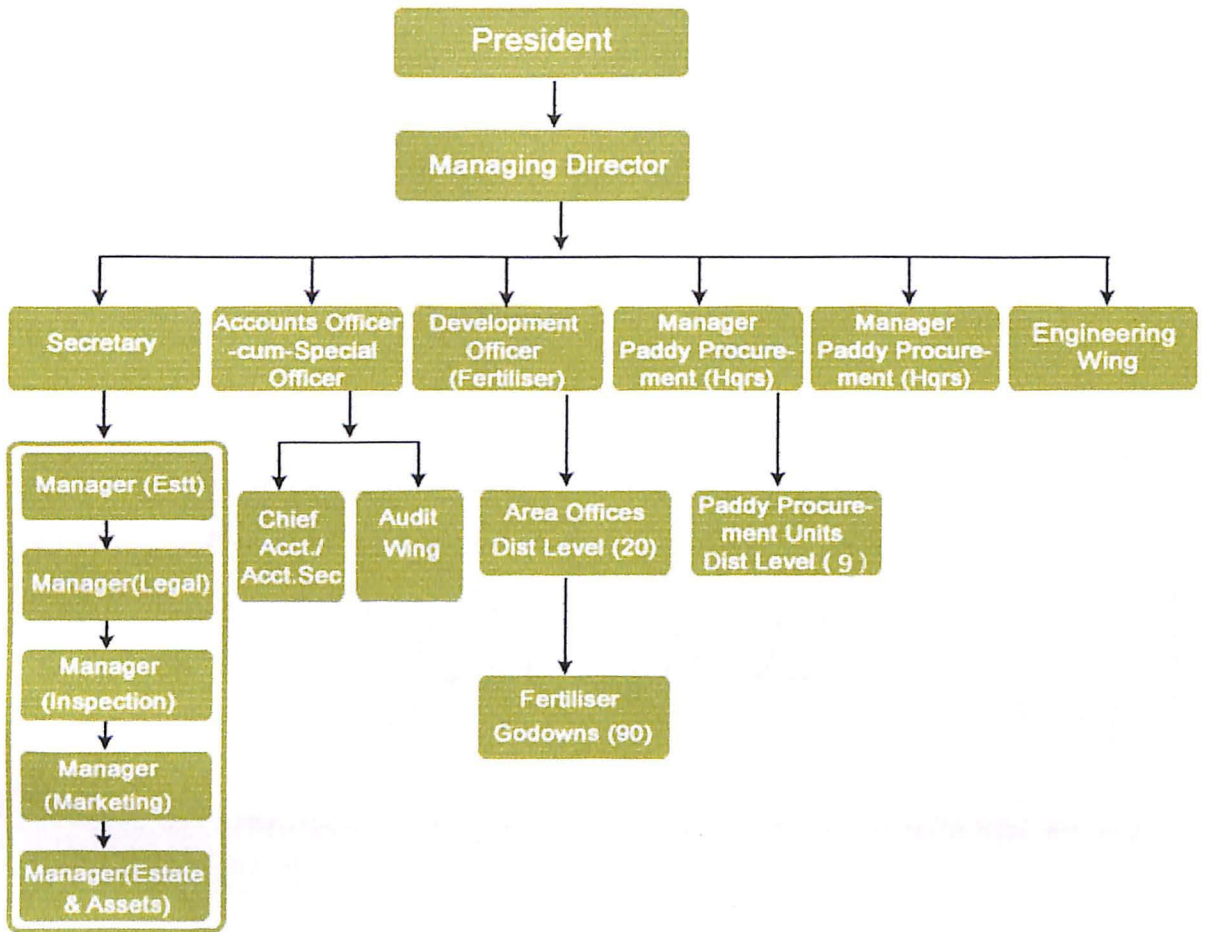 President
Managing Director
Secretary
Accounts Officer
-cum-Special
Officer
Development
Officer
(Fertiliser)
Manager
Paddy Procure-
ment (Hqrs)
Manager
Paddy Procure-
ment (Hqrs)
Engineering
Wing
Manager (Estt)
Manager(Legal)
Manager
(Inspection)
Manager
(Marketing)
Manager(Estate
& Assets)
Chief
Acct./
Acct.Sec
Audit
Wing
Area Offices
Dist Level (20)
Fertiliser
Godowns (90)
Paddy Procure-
ment Units
Dist Level ( 9 )